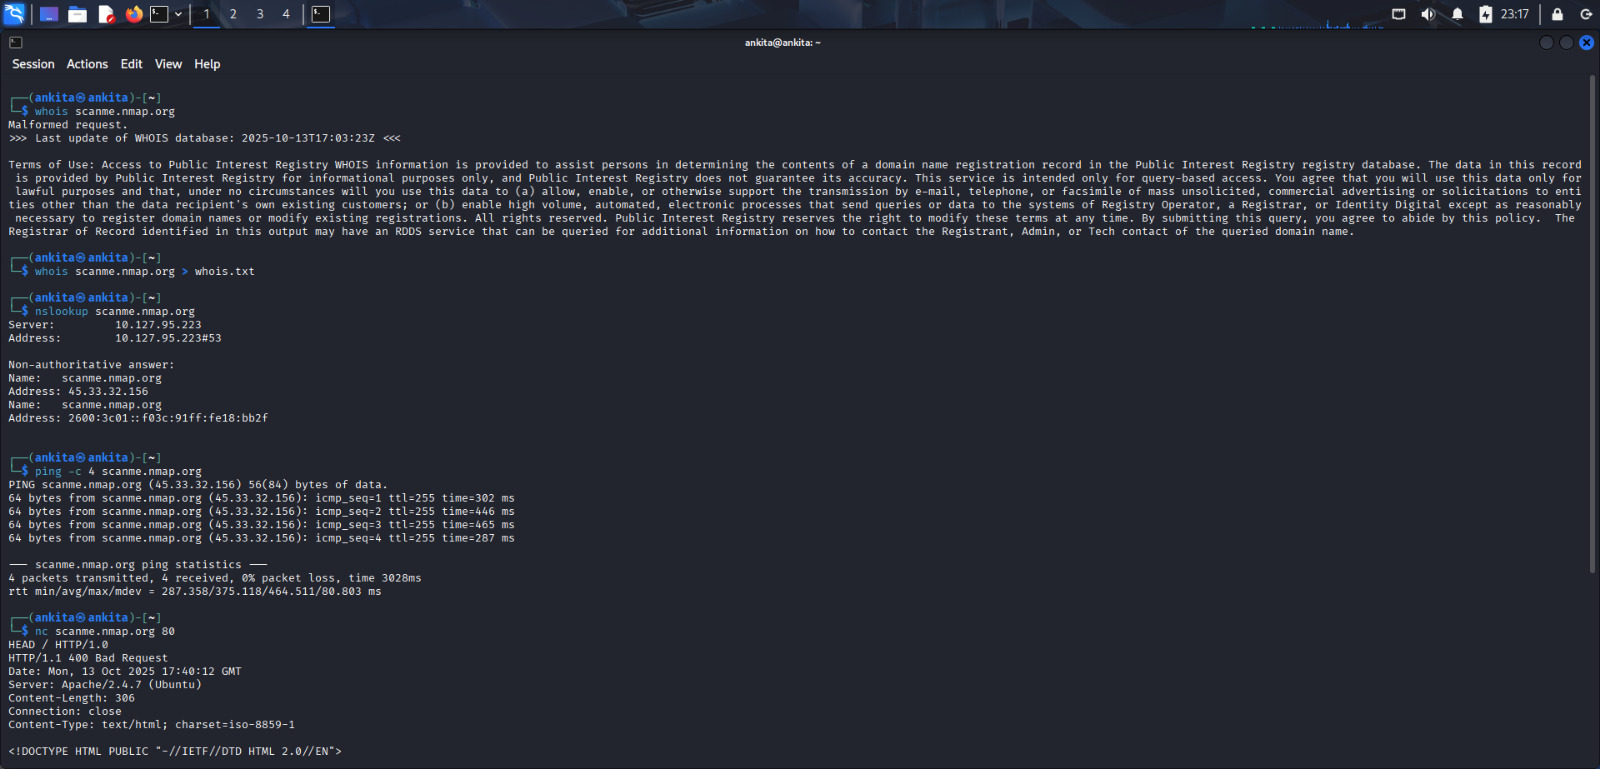 1 2 3 4 23:17
ankita@ankita: ~
Session Actions Edit View Help
┌──(ankita㉿ankita)-[~]
└─$ whois scanme.nmap.org
Malformed request.
>>> Last update of WHOIS database: 2025-10-13T17:03:23Z <<<
Terms of Use: Access to Public Interest Registry WHOIS information is provided to assist persons in determining the contents of a domain name registration record in the Public Interest Registry registry database. The data in this record
is provided by Public Interest Registry for informational purposes only, and Public Interest Registry does not guarantee its accuracy. This service is intended only for query-based access. You agree that you will use this data only for
lawful purposes and that, under no circumstances will you use this data to (a) allow, enable, or otherwise support the transmission by e-mail, telephone, or facsimile of mass unsolicited, commercial advertising or solicitations to enti
ties other than the data recipient's own existing customers; or (b) enable high volume, automated, electronic processes that send queries or data to the systems of Registry Operator, a Registrar, or Identity Digital except as reasonably
necessary to register domain names or modify existing registrations. All rights reserved. Public Interest Registry reserves the right to modify these terms at any time. By submitting this query, you agree to abide by this policy. The
Registrar of Record identified in this output may have an RDDS service that can be queried for additional information on how to contact the Registrant, Admin, or Tech contact of the queried domain name.
┌──(ankita㉿ankita)-[~]
└─$ whois scanme.nmap.org > whois.txt
┌──(ankita㉿ankita)-[~]
└─$ nslookup scanme.nmap.org
Server: 10.127.95.223
Address: 10.127.95.223#53
Non-authoritative answer:
Name: scanme.nmap.org
Address: 45.33.32.156
Name: scanme.nmap.org
Address: 2600:3c01::f03c:91ff:fe18:bb2f
┌──(ankita㉿ankita)-[~]
└─$ ping -c 4 scanme.nmap.org
PING scanme.nmap.org (45.33.32.156) 56(84) bytes of data.
64 bytes from scanme.nmap.org (45.33.32.156): icmp_seq=1 ttl=255 time=302 ms
64 bytes from scanme.nmap.org (45.33.32.156): icmp_seq=2 ttl=255 time=446 ms
64 bytes from scanme.nmap.org (45.33.32.156): icmp_seq=3 ttl=255 time=465 ms
64 bytes from scanme.nmap.org (45.33.32.156): icmp_seq=4 ttl=255 time=287 ms
--- scanme.nmap.org ping statistics ---
4 packets transmitted, 4 received, 0% packet loss, time 3028ms
rtt min/avg/max/mdev = 287.358/375.118/464.511/80.803 ms
┌──(ankita㉿ankita)-[~]
└─$ nc scanme.nmap.org 80
HEAD / HTTP/1.0
HTTP/1.1 400 Bad Request
Date: Mon, 13 Oct 2025 17:40:12 GMT
Server: Apache/2.4.7 (Ubuntu)
Content-Length: 306
Connection: close
Content-Type: text/html; charset=iso-8859-1
<!DOCTYPE HTML PUBLIC "-//IETF//DTD HTML 2.0//EN">